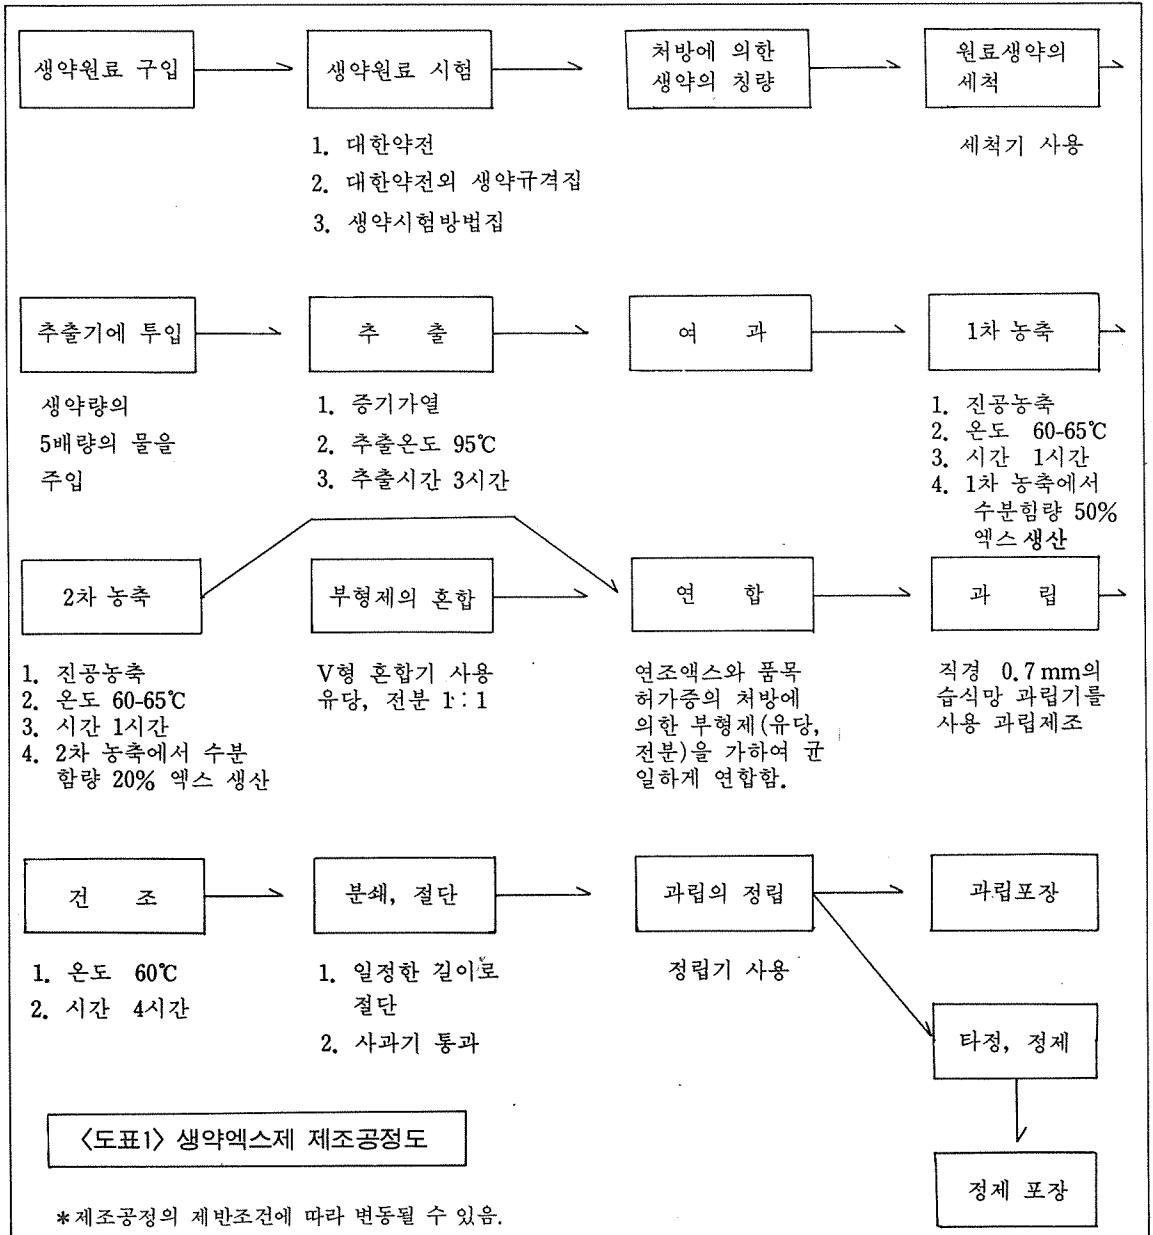 생약원료 구입
생약원료 시험
처방에 의한
생약의 칭량
원료생약의
세척
1. 대한약전
2. 대한약전외 생약규격집
3. 생약시험방법집
세척기 사용
추출기에 투입
추 출
여 과
1차 농축
생약량의
5배량의 물을
주입
1. 증기가열
2. 추출온도 95℃
3. 추출시간 3시간
1. 진공농축
2. 온도 60-65℃
3. 시간 1시간
4. 1차 농축에서
수분함량 50%
엑스 생산
2차 농축
부형제의 혼합
연 합
과 립
1. 진공농축
2. 온도 60-65℃
3. 시간 1시간
4. 2차 농축에서 수분
함량 20% 엑스 생산
V형 혼합기 사용
유당, 전분 1:1
연조액스와 품목
허가증의 처방에
의한 부형제(유당,
전분)을 가하여 균
일하게 연합함.
직경 0.7mm의
습식망 과립기를
사용 과립제조
건 조
분쇄, 절단
과립의 정립
과립포장
1. 온도 60℃
2. 시간 4시간
1. 일정한 길이로
절단
2. 사과기 통과
정립기 사용
타정, 정제
정제 포장
〈도표1〉 생약엑스제 제조공정도
*제조공정의 제반조건에 따라 변동될 수 있음.